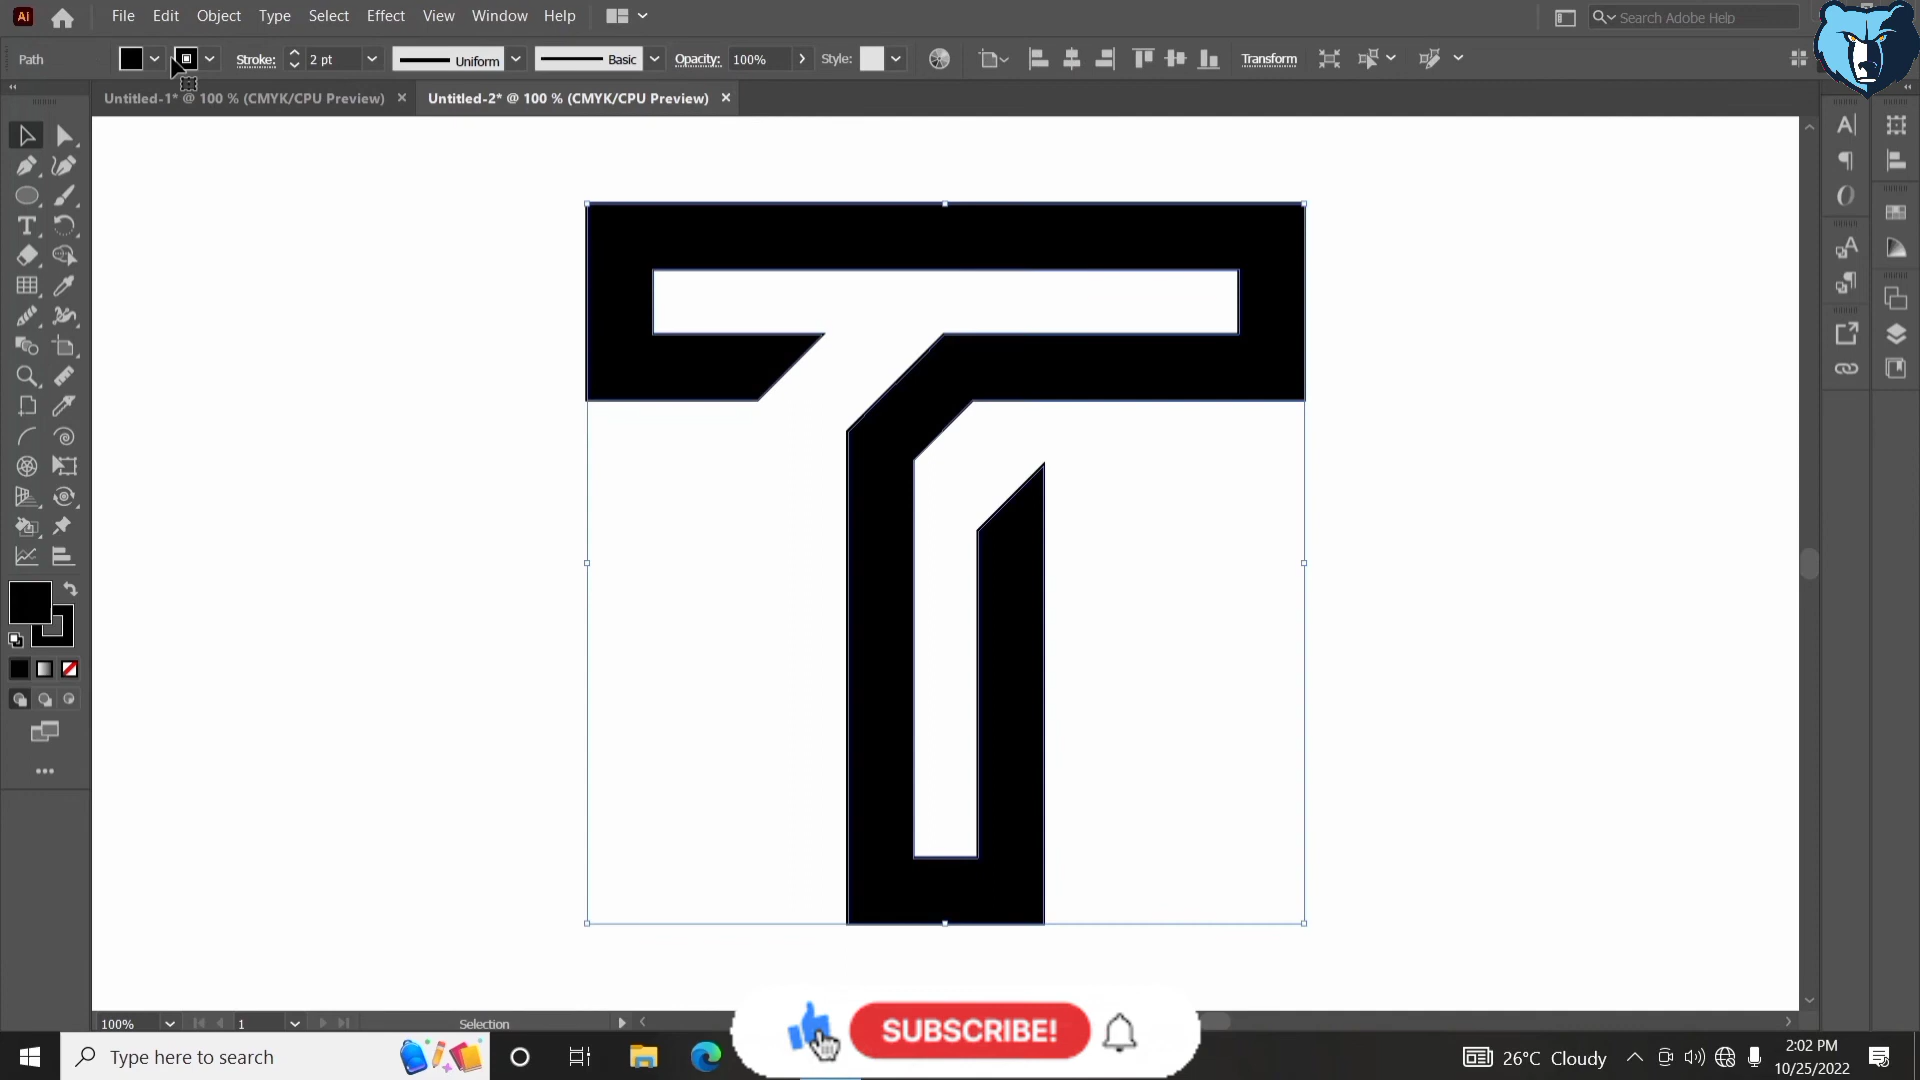 Ai File Edit Object Type Select Effect View Window Help Search Adobe Help
Path Stroke: 2 pt Uniform Basic Opacity: 100% Style: Transform
Untitled-1* @ 100 % (CMYK/CPU Preview) × Untitled-2* @ 100 % (CMYK/CPU Preview) ×
100% 1 Selection
SUBSCRIBE!
Type here to search
26°C Cloudy
2:02 PM
10/25/2022